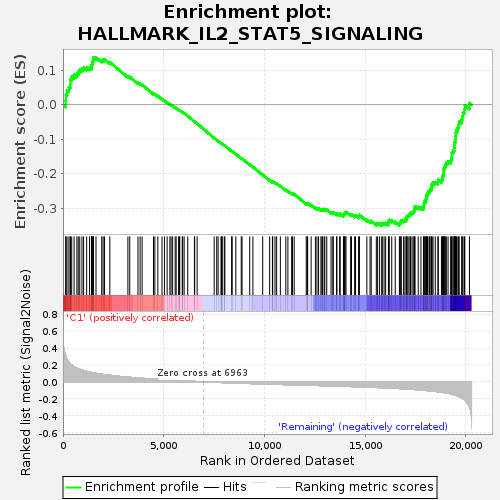 Enrichment plot:
HALLMARK_IL2_STAT5_SIGNALING
Enrichment score (ES)
0.1
0.0
-0.1
-0.2
-0.3
'C1' (positively correlated)
Ranked list metric (Signal2Noise)
0.8
0.6
0.4
0.2
0.0
-0.2
-0.4
-0.6
Zero cross at 6963
'Remaining' (negatively correlated)
0
5,000
10,000
15,000
20,000
Rank in Ordered Dataset
Enrichment profile
Hits
Ranking metric scores